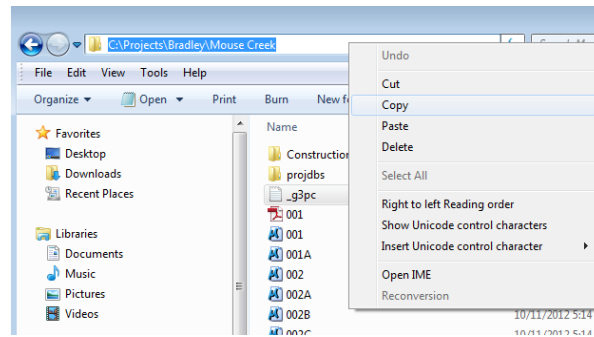 C:\Projects\Bradley\Mouse Creek
File Edit View Tools Help
Organize Open Print Burn New f
Favorites
Desktop
Downloads
Recent Places
Libraries
Documents
Music
Pictures
Videos
Name
Construction
projdbs
_g3pc
001
001
001A
002
002A
002B 10/11/2012 5:14
002C 10/11/2012 5:14
Undo
Cut
Copy
Paste
Delete
Select All
Right to left Reading order
Show Unicode control characters
Insert Unicode control character
Open IME
Reconversion